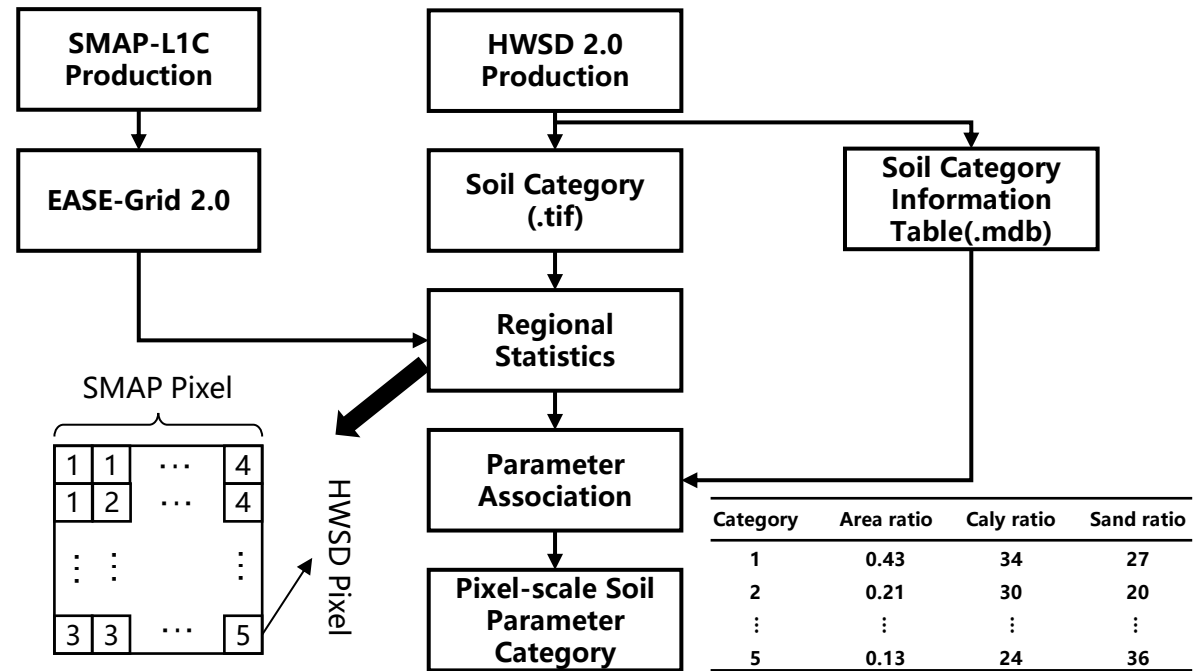 SMAP-L1C
Production
HWSD 2.0
Production
EASE-Grid 2.0
Soil Category
(.tif)
Soil Category
Information
Table(.mdb)
Regional
Statistics
SMAP Pixel
1 1 ... 4
1 2 ... 4
⋮ ⋮ ⋮
3 3 ... 5
HWSD Pixel
Parameter
Association
Pixel-scale Soil
Parameter
Category
Category Area ratio Caly ratio Sand ratio
1 0.43 34 27
2 0.21 30 20
⋮ ⋮ ⋮ ⋮
5 0.13 24 36